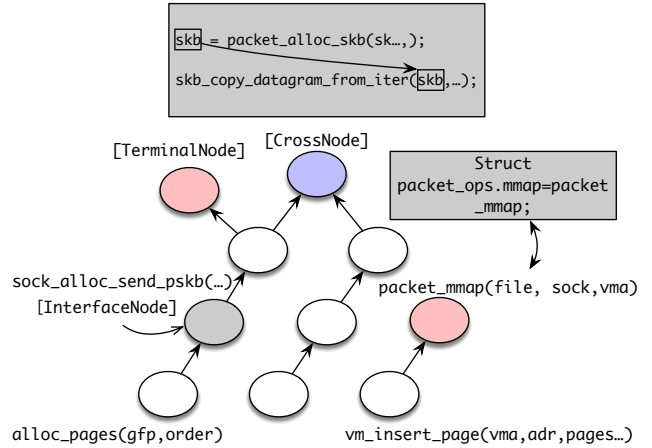 skb = packet_alloc_skb(sk…,);
skb_copy_datagram_from_iter(skb,…);
[CrossNode]
[TerminalNode]
Struct
packet_ops.mmap=packet
_mmap;
sock_alloc_send_pskb(…)
packet_mmap(file, sock,vma)
[InterfaceNode]
alloc_pages(gfp,order)
vm_insert_page(vma,adr,pages…)